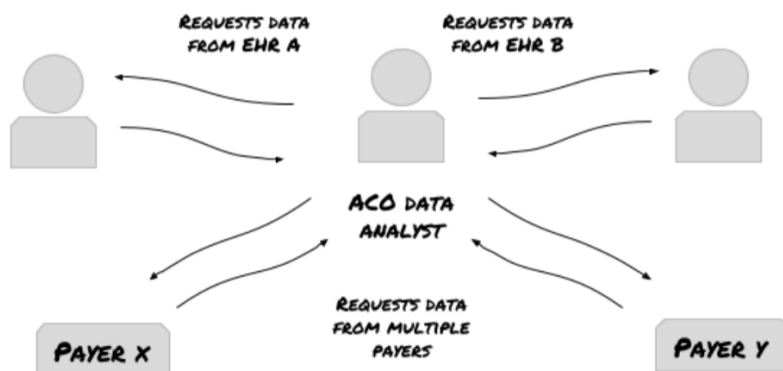 REQUESTS DATA
FROM EHR A
REQUESTS DATA
FROM EHR B
ACO DATA
ANALYST
REQUESTS DATA
FROM MULTIPLE
PAYERS
PAYER X
PAYER Y